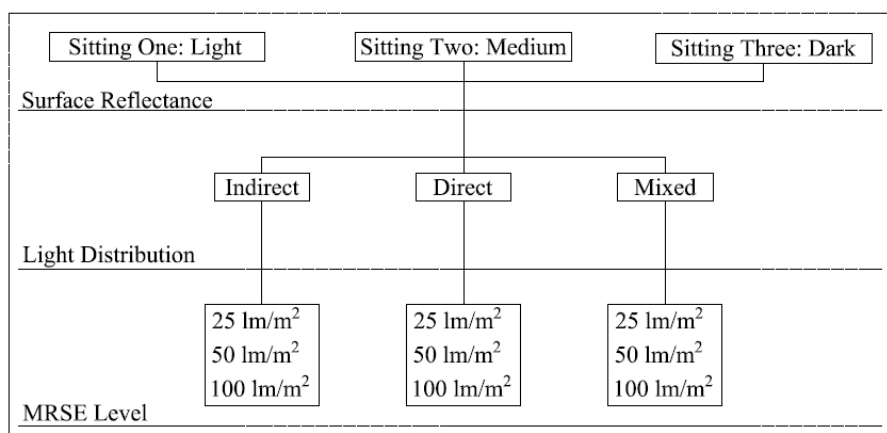 Sitting One: Light
Sitting Two: Medium
Sitting Three: Dark
Surface Reflectance
Indirect
Direct
Mixed
Light Distribution
25 lm/m²
50 lm/m²
100 lm/m²
25 lm/m²
50 lm/m²
100 lm/m²
25 lm/m²
50 lm/m²
100 lm/m²
MRSE Level